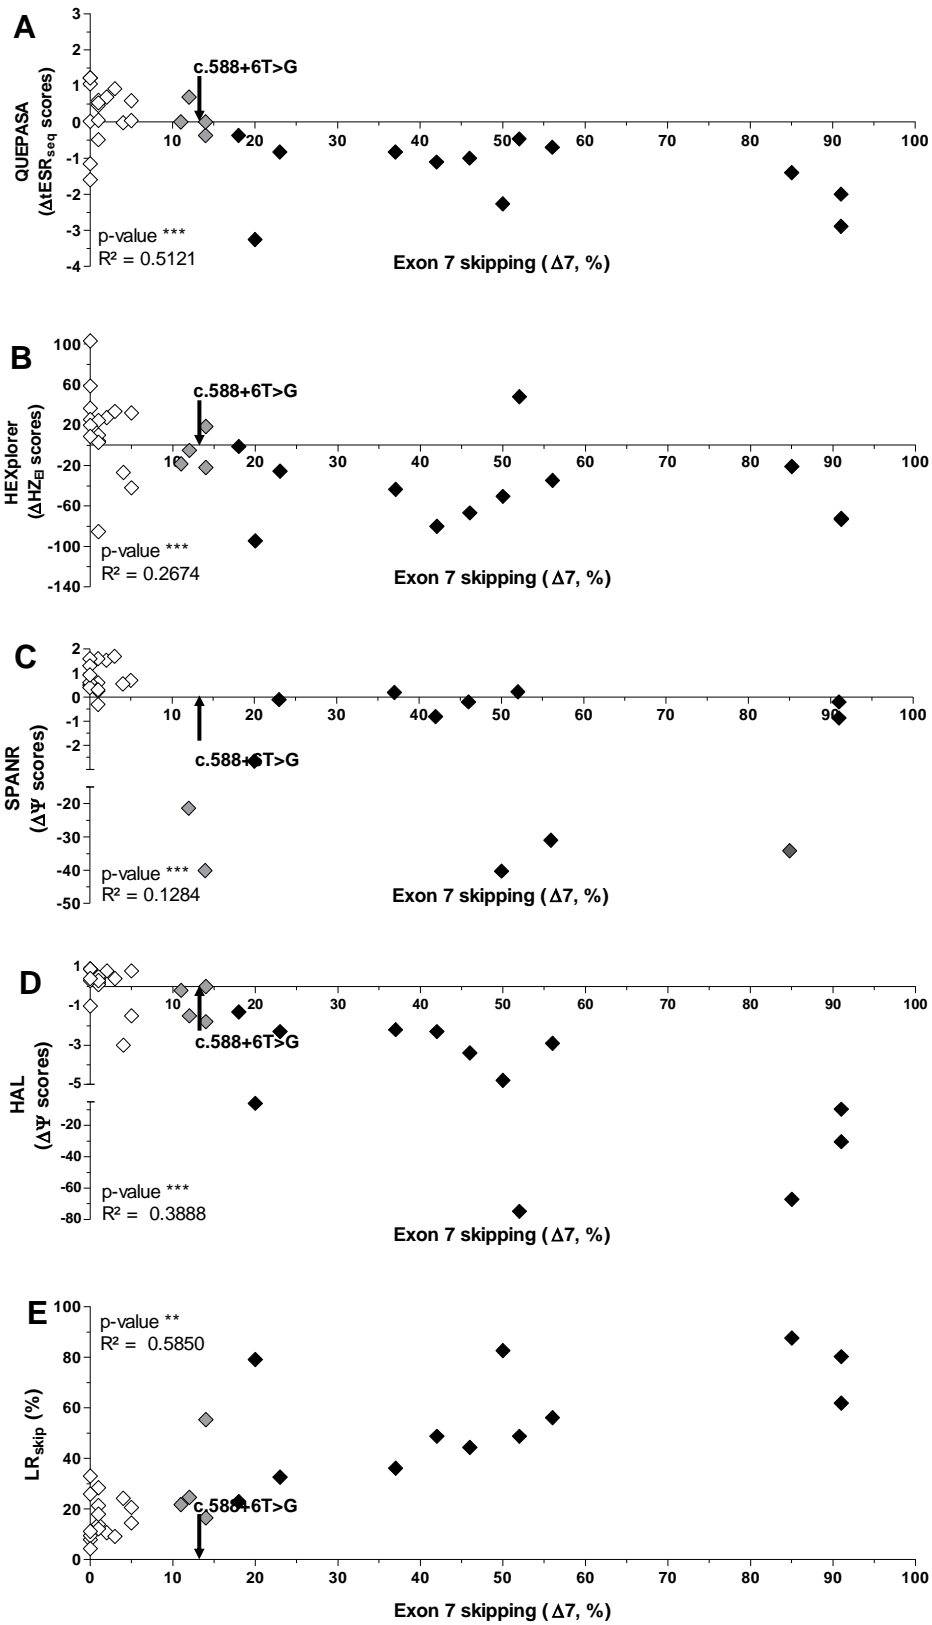 A
QUEPASA
(ΔtESRseq scores)
3
2
1
0
-1
-2
-3
-4
c.588+6T>G
10 20 30 40 50 60 70 80 90 100
p-value ***
R² = 0.5121
Exon 7 skipping (Δ7, %)
B
HEXplorer
(ΔHZEI scores)
100
60
20
-20
-60
-100
-140
c.588+6T>G
10 20 30 40 50 60 70 80 90 100
p-value ***
R² = 0.2674
Exon 7 skipping (Δ7, %)
C
SPANR
(ΔΨ scores)
2
1
0
-1
-2
-20
-30
-40
-50
10 20 30 40 50 60 70 80 90 100
c.588+6T>G
p-value ***
R² = 0.1284
Exon 7 skipping (Δ7, %)
D
HAL
(ΔΨ scores)
1
-1
-3
-5
-20
-40
-60
-80
10 20 30 40 50 60 70 80 90 100
c.588+6T>G
p-value ***
R² = 0.3888
Exon 7 skipping (Δ7, %)
E
LRskip (%)
100
80
60
40
20
0
p-value **
R² = 0.5850
c.588+6T>G
0 10 20 30 40 50 60 70 80 90 100
Exon 7 skipping (Δ7, %)